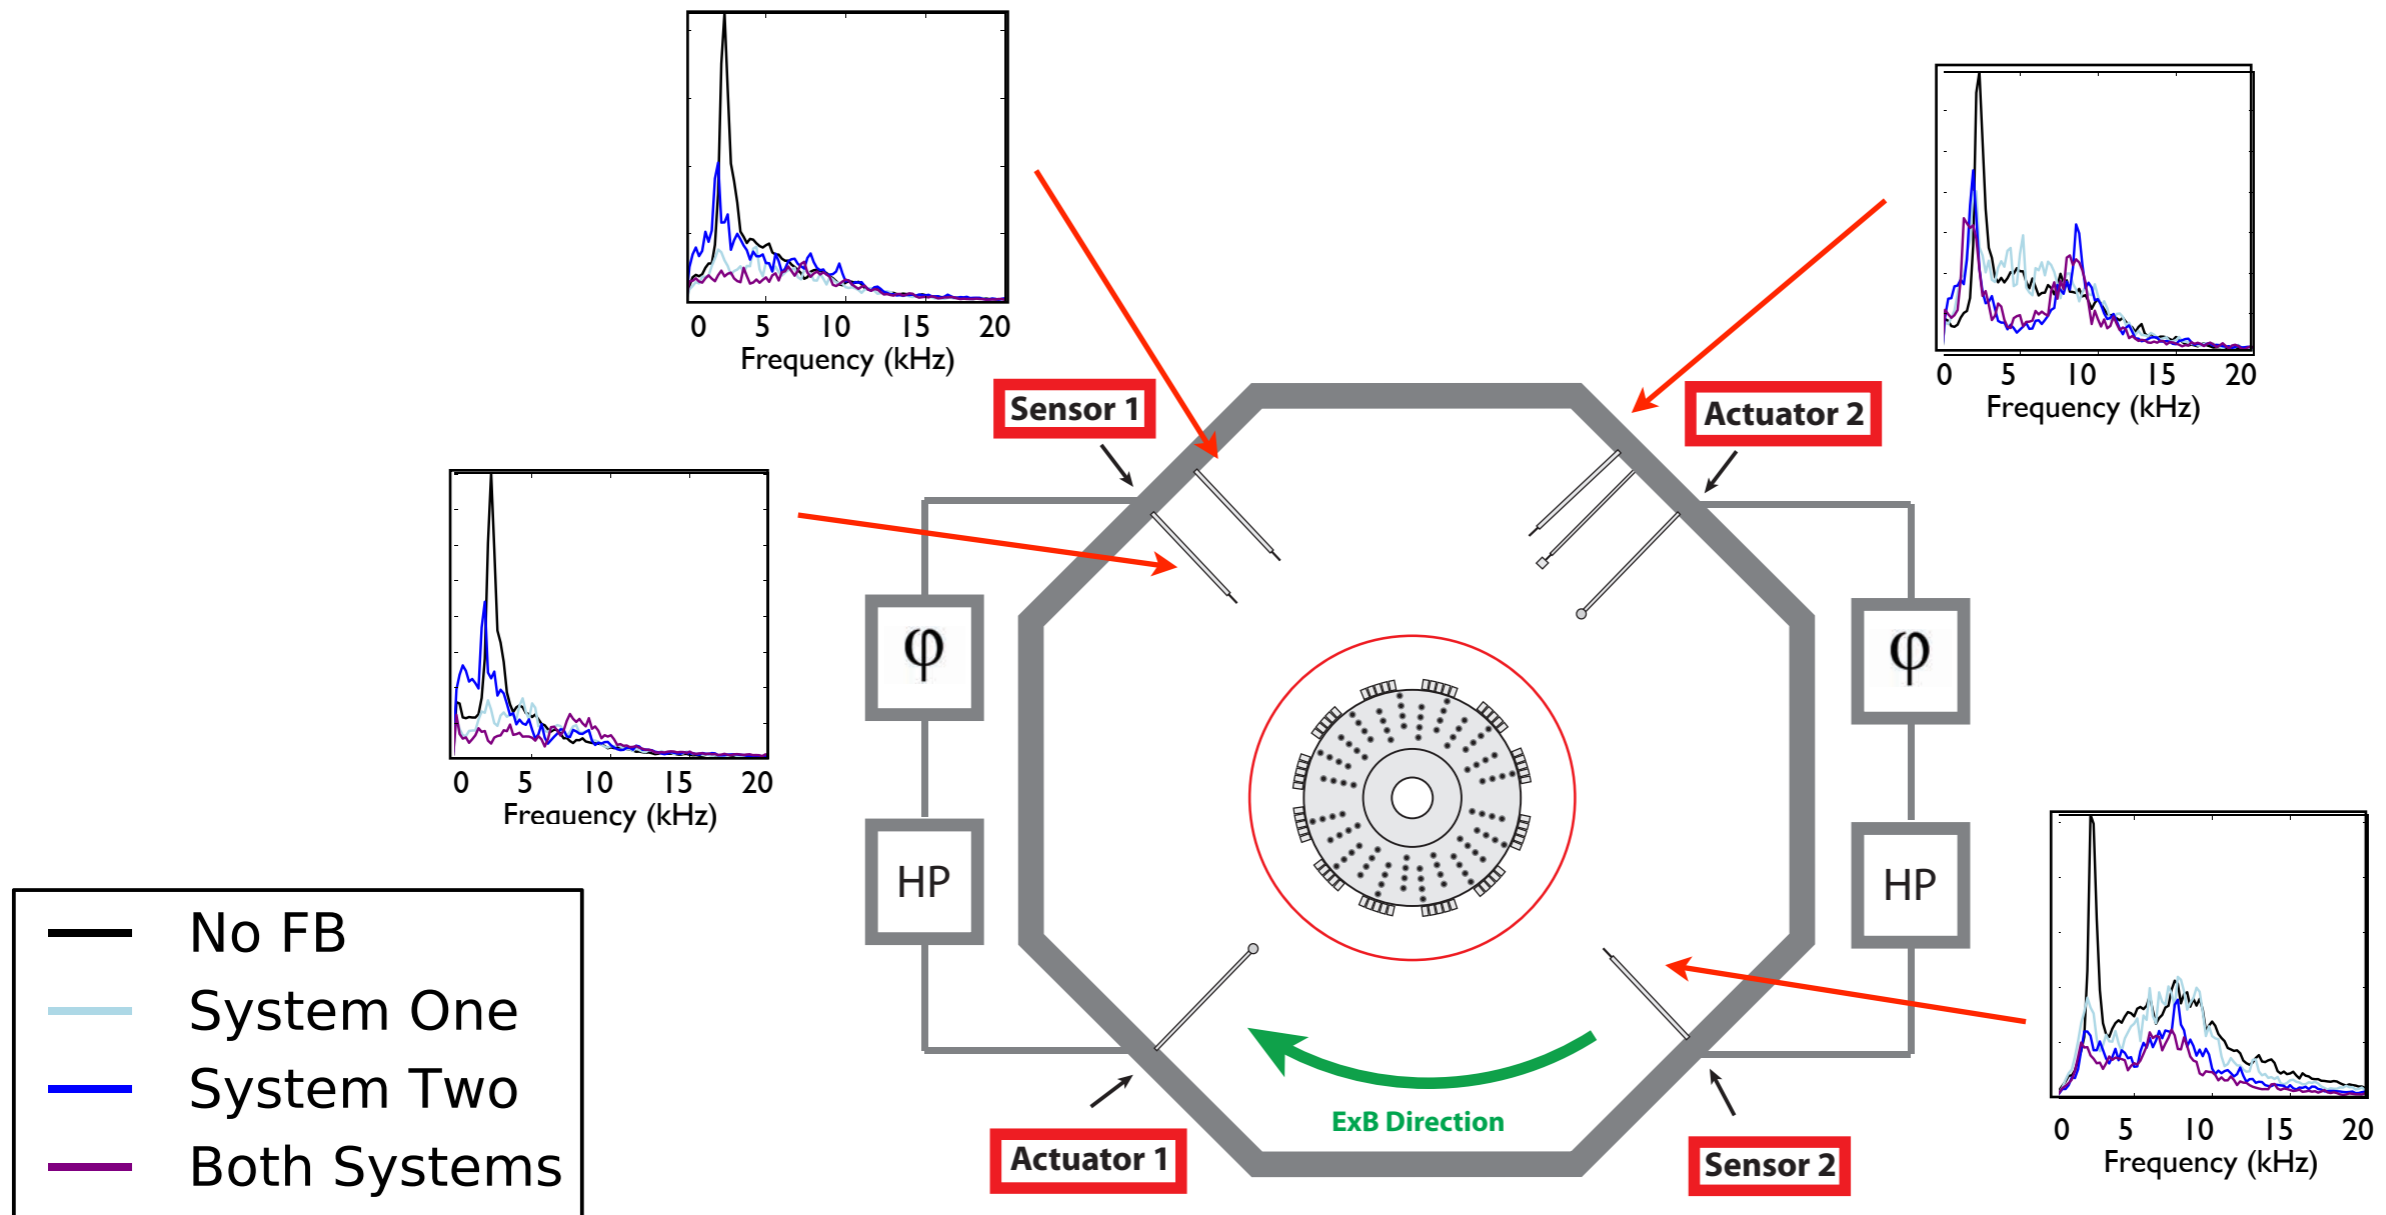 0 5 10 15 20
Frequency (kHz)
0 5 10 15 20
Frequency (kHz)
Sensor 1
Actuator 2
0 5 10 15 20
Frequency (kHz)
φ
φ
HP
HP
No FB
System One
System Two
Both Systems
ExB Direction
Actuator 1
Sensor 2
0 5 10 15 20
Frequency (kHz)